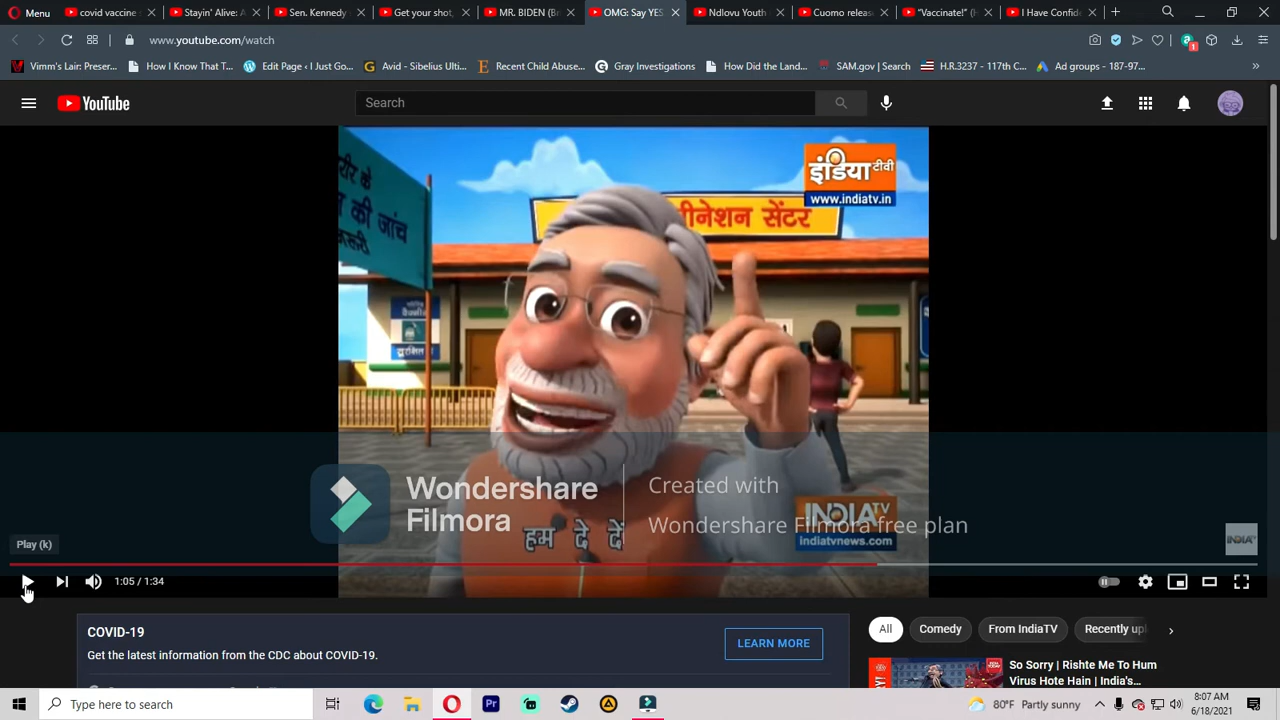 Menu
covid vaccine
Stayin' Alive:
Sen. Kennedy
Get your shot,
MR. BIDEN (B
OMG: Say YES
Ndlovu Youth
Cuomo releas
"Vaccinate!" (H
I Have Confid
www.youtube.com/watch
1
Vimm's Lair: Preser...
How I Know That T...
Edit Page ‹ I Just Go...
Avid - Sibelius Ulti...
Recent Child Abuse...
Gray Investigations
How Did the Land...
SAM.gov | Search
H.R.3237 - 117th C...
Ad groups - 187-97...
YouTube
Search
इंडिया टीवी
www.indiatv.in
की जांच
सेंटर
Wondershare
Filmora
Created with
Wondershare Filmora free plan
हम दे दें
INDIA TV
indiatvnews.com
INDIA
Play (k)
1:05 / 1:34
COVID-19
Get the latest information from the CDC about COVID-19.
LEARN MORE
All
Comedy
From IndiaTV
Recently upl
So Sorry | Rishte Me To Hum
Virus Hote Hain | India's...
Type here to search
Pr
80°F Partly sunny
8:07 AM
6/18/2021